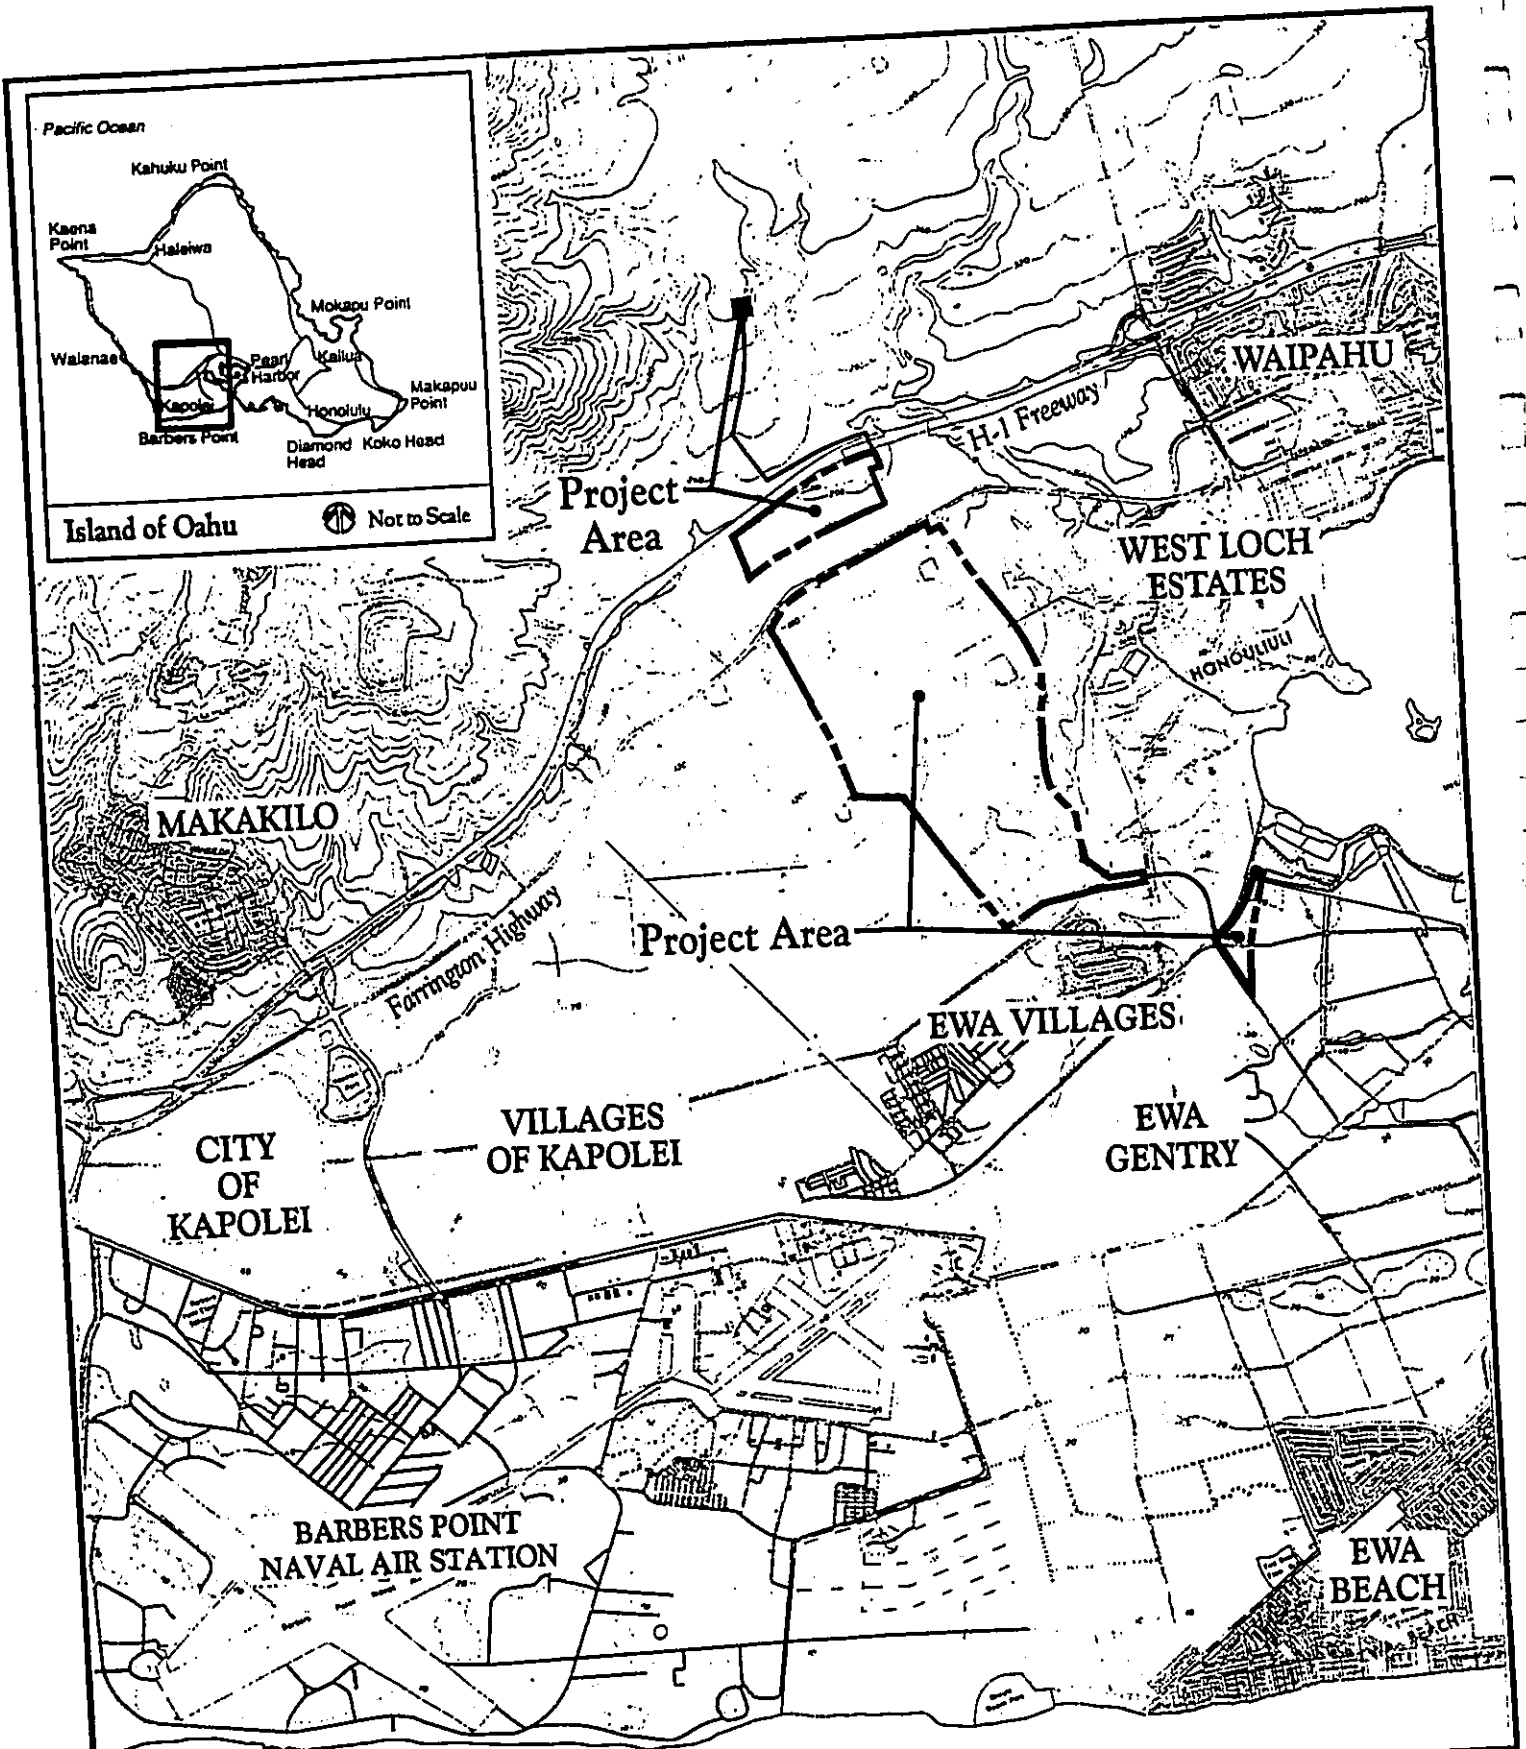 Pacific Ocean
Kahuku Point
Kaena
Point
Haleiwa
Mokapu Point
Waianae
Pearl
Harbor
Kailua
Makapuu
Point
Kapolei
Honolulu
Barbers Point
Diamond
Head
Koko Head
Island of Oahu
Not to Scale
WAIPAHU
H-1 Freeway
Project
Area
WEST LOCH
ESTATES
HONOULIULI
MAKAKILO
Farrington Highway
Project Area
EWA VILLAGES
VILLAGES
OF KAPOLEI
EWA
GENTRY
CITY
OF
KAPOLEI
BARBERS POINT
NAVAL AIR STATION
EWA
BEACH